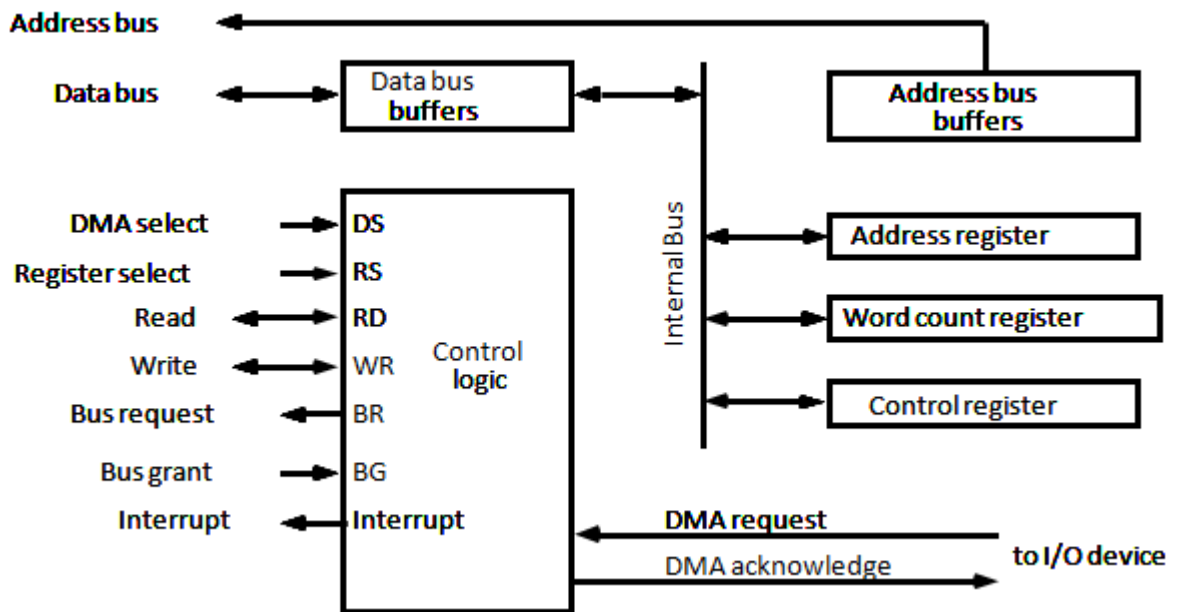 Address bus
Data bus
Data bus
buffers
Address bus
buffers
DMA select
DS
Register select
RS
Read
RD
Write
WR
Bus request
BR
Bus grant
BG
Interrupt
Interrupt
Control
logic
Internal Bus
Address register
Word count register
Control register
DMA request
DMA acknowledge
to I/O device